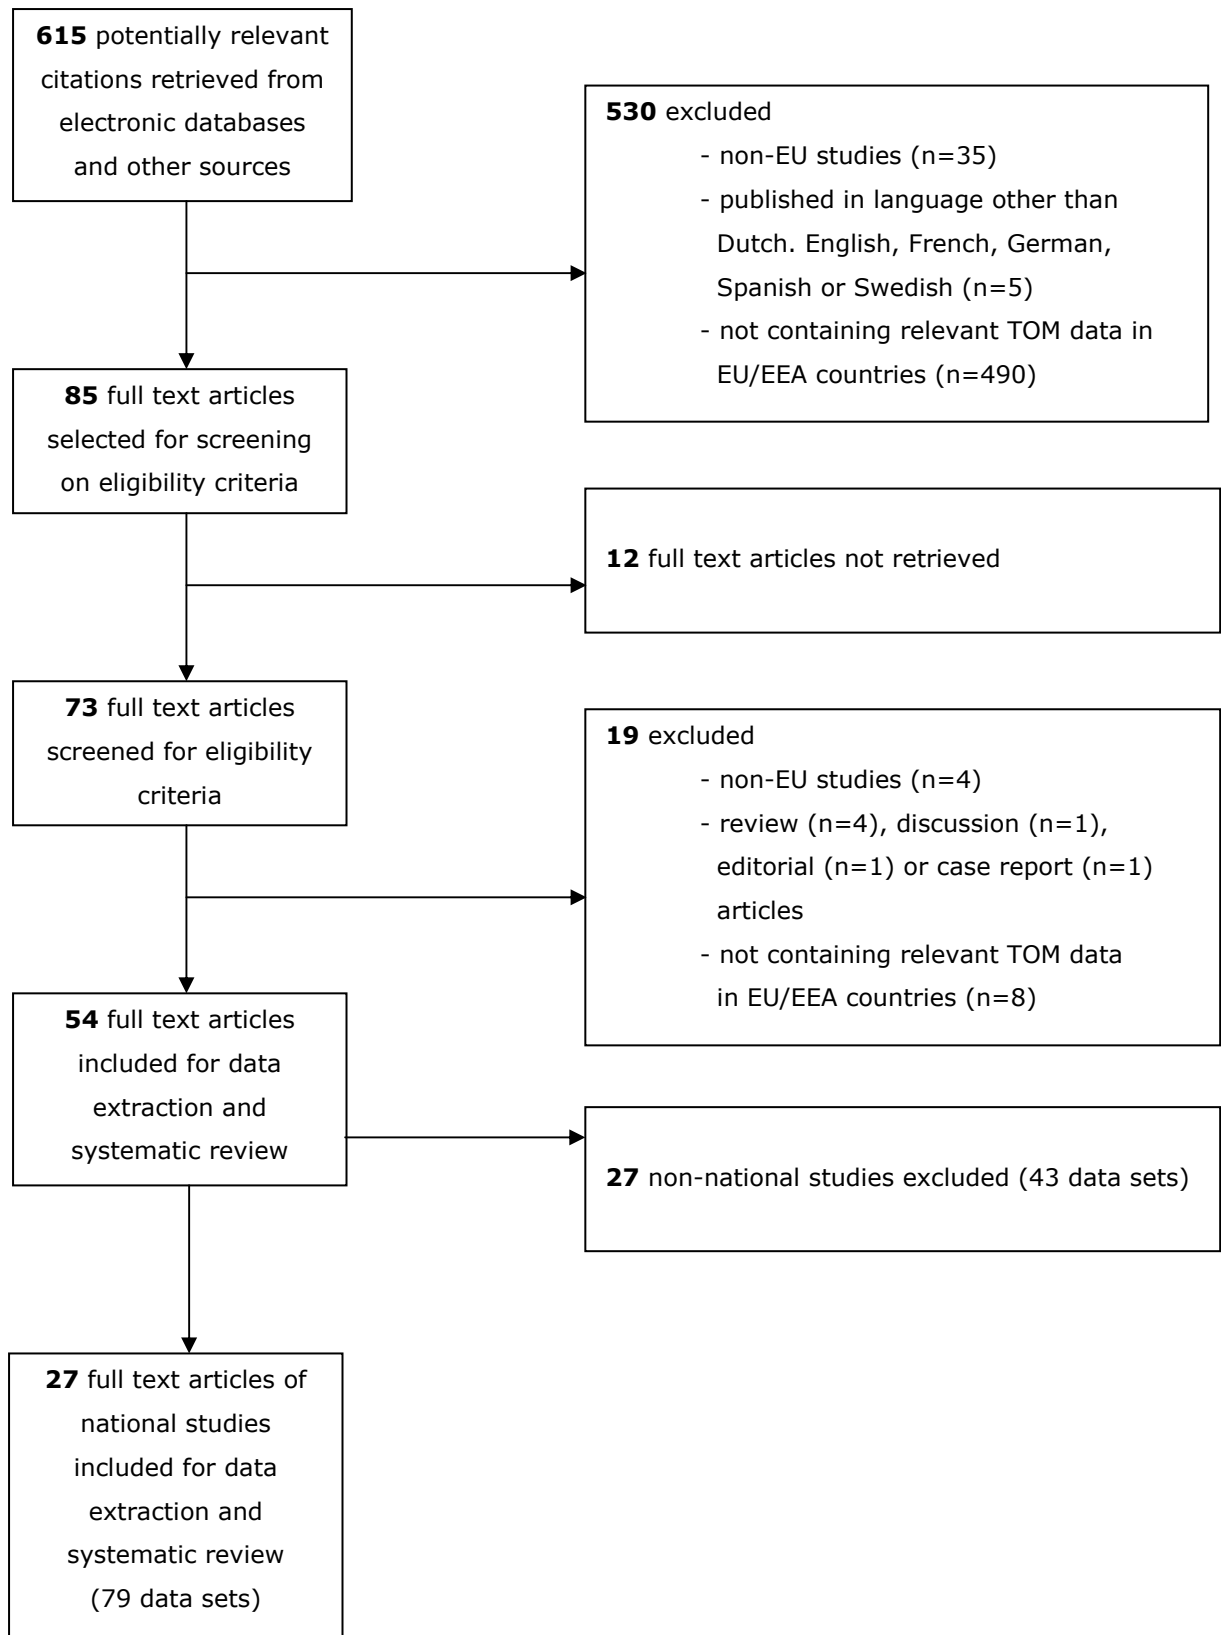 615 potentially relevant
citations retrieved from
electronic databases
and other sources
530 excluded
- non-EU studies (n=35)
- published in language other than
Dutch. English, French, German,
Spanish or Swedish (n=5)
- not containing relevant TOM data in
EU/EEA countries (n=490)
85 full text articles
selected for screening
on eligibility criteria
12 full text articles not retrieved
73 full text articles
screened for eligibility
criteria
19 excluded
- non-EU studies (n=4)
- review (n=4), discussion (n=1),
editorial (n=1) or case report (n=1)
articles
- not containing relevant TOM data
in EU/EEA countries (n=8)
54 full text articles
included for data
extraction and
systematic review
27 non-national studies excluded (43 data sets)
27 full text articles of
national studies
included for data
extraction and
systematic review
(79 data sets)